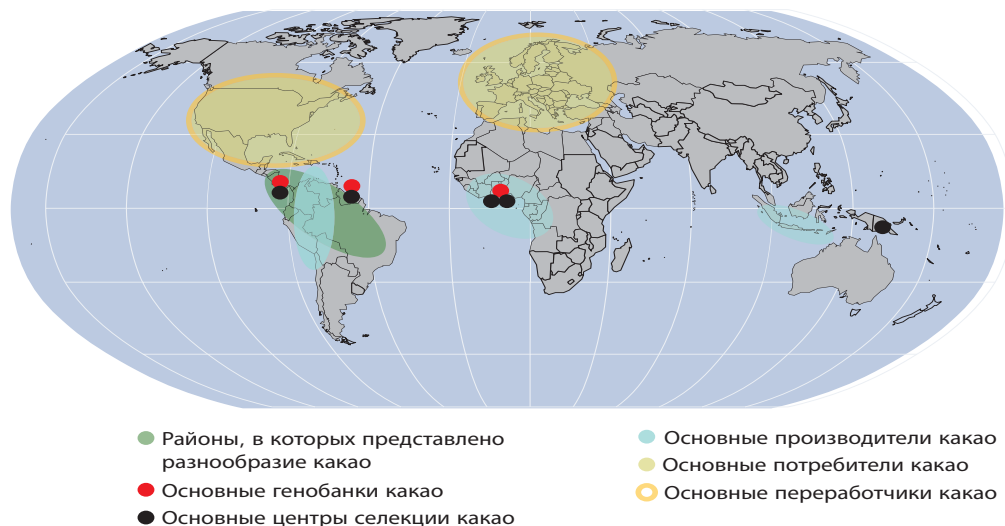 Районы, в которых представлено
разнообразие какао
Основные генобанки какао
Основные центры селекции какао
Основные производители какао
Основные потребители какао
Основные переработчики какао